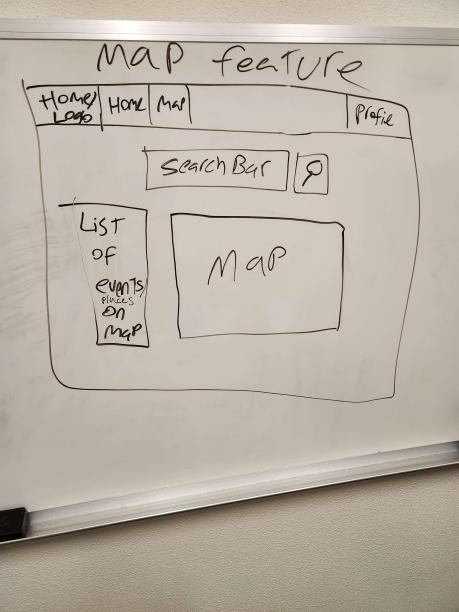 Map feature
Home/
Logo
Home
Map
Profile
Search Bar
List
of
events/
places
on
map
Map